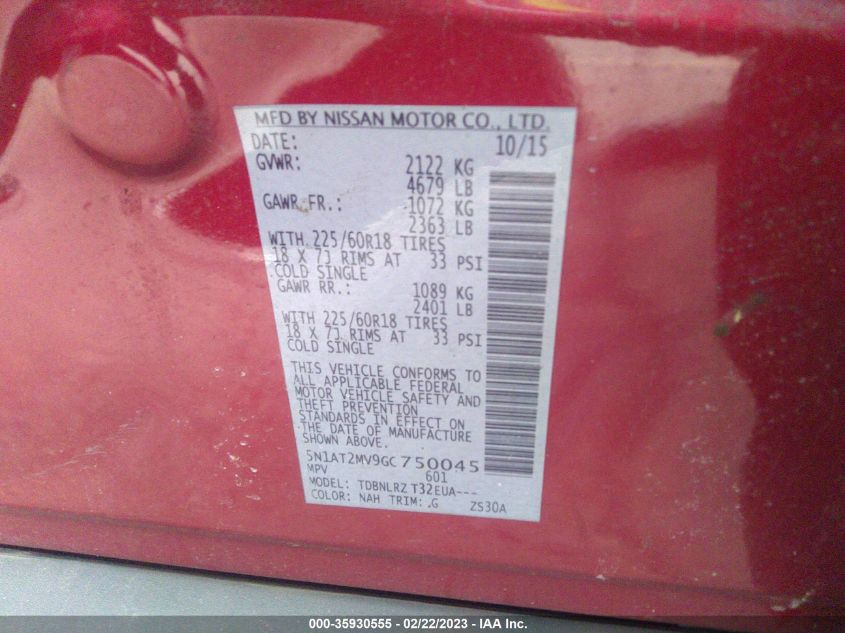 MFD BY NISSAN MOTOR CO., LTD.
DATE: 10/15
GVWR: 2122 KG
4679 LB
GAWR FR.: 1072 KG
2363 LB
WITH 225/60R18 TIRES
18 X 7J RIMS AT 33 PSI
COLD SINGLE
GAWR RR.: 1089 KG
2401 LB
WITH 225/60R18 TIRES
18 X 7J RIMS AT 33 PSI
COLD SINGLE
THIS VEHICLE CONFORMS TO
ALL APPLICABLE FEDERAL
MOTOR VEHICLE SAFETY AND
THEFT PREVENTION
STANDARDS IN EFFECT ON
THE DATE OF MANUFACTURE
SHOWN ABOVE.
5N1AT2MV9GC750045
MPV 601
MODEL: TDBNLRZ T32EUA---
COLOR: NAH TRIM: .G ZS30A
000-35930555 - 02/22/2023 - IAA Inc.